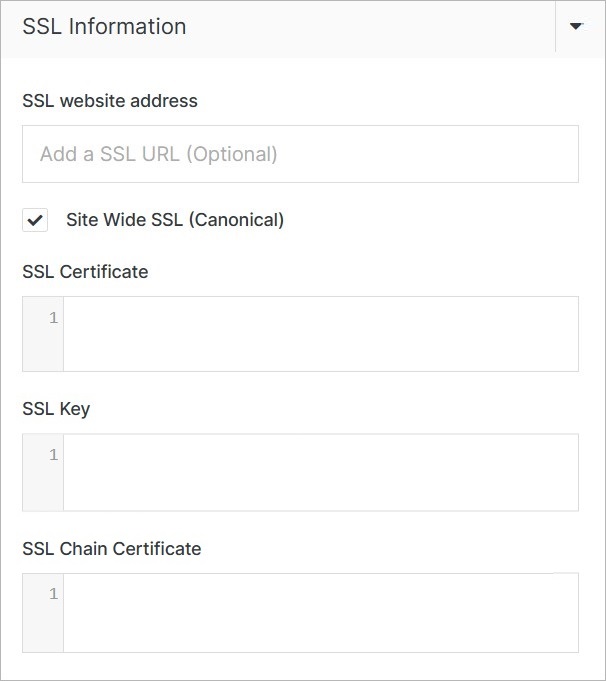 SSL Information
SSL website address
Add a SSL URL (Optional)
Site Wide SSL (Canonical)
SSL Certificate
1
SSL Key
1
SSL Chain Certificate
1